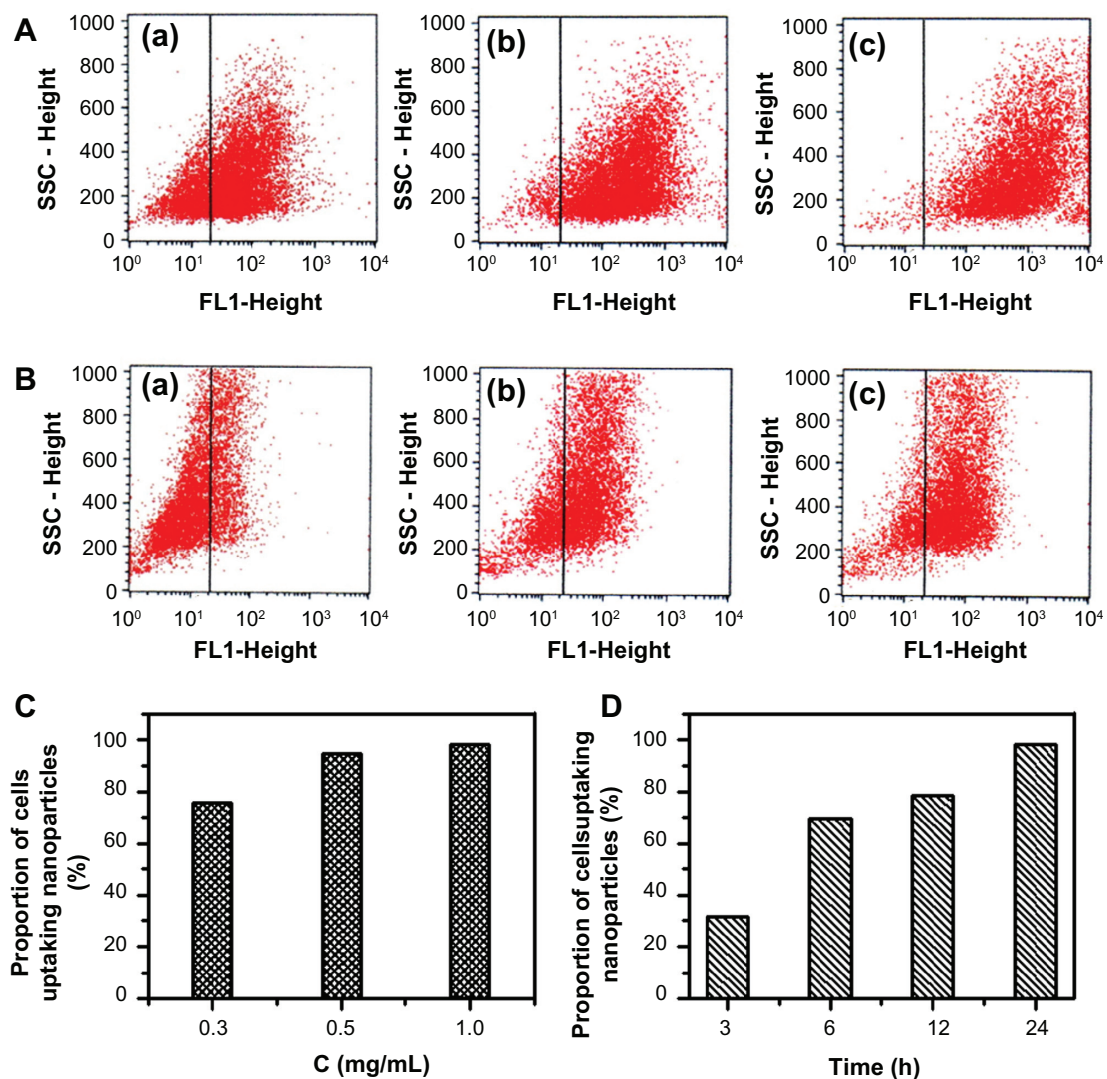 A
(a)
SSC - Height
1000
800
600
400
200
0
10⁰ 10¹ 10² 10³ 10⁴
FL1-Height
(b)
SSC - Height
1000
800
600
400
200
0
10⁰ 10¹ 10² 10³ 10⁴
FL1-Height
(c)
SSC - Height
1000
800
600
400
200
0
10⁰ 10¹ 10² 10³ 10⁴
FL1-Height
B
(a)
SSC - Height
1000
800
600
400
200
0
10⁰ 10¹ 10² 10³ 10⁴
FL1-Height
(b)
SSC - Height
1000
800
600
400
200
0
10⁰ 10¹ 10² 10³ 10⁴
FL1-Height
(c)
SSC - Height
1000
800
600
400
200
0
10⁰ 10¹ 10² 10³ 10⁴
FL1-Height
C
Proportion of cells
uptaking nanoparticles
(%)
100
80
60
40
20
0
0.3 0.5 1.0
C (mg/mL)
D
Proportion of cellsuptaking
nanoparticles (%)
100
80
60
40
20
0
3 6 12 24
Time (h)